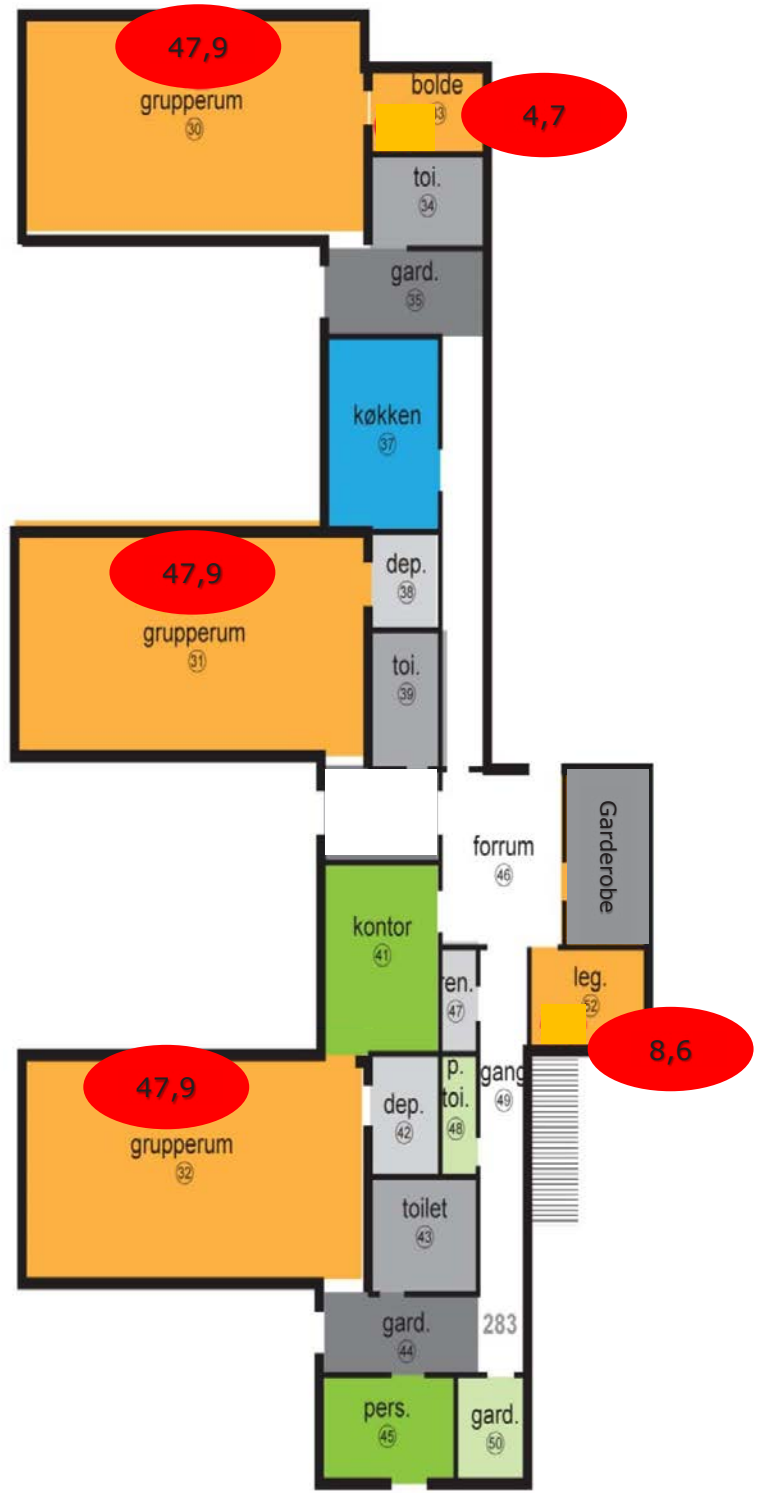 47,9
grupperum
30
bolde
33
4,7
toi.
34
gard.
35
køkken
37
47,9
grupperum
31
dep.
38
toi.
39
forrum
46
Garderobe
kontor
41
ren.
47
leg.
52
8,6
47,9
grupperum
32
dep.
42
p.
toi.
48
gang
49
toilet
43
gard.
44
283
pers.
45
gard.
50